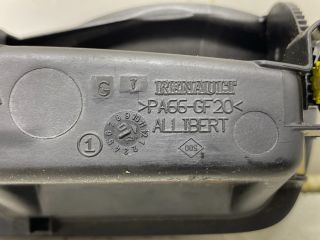 G RENAULT
>PA66-GF20<
ALLIBERT
1